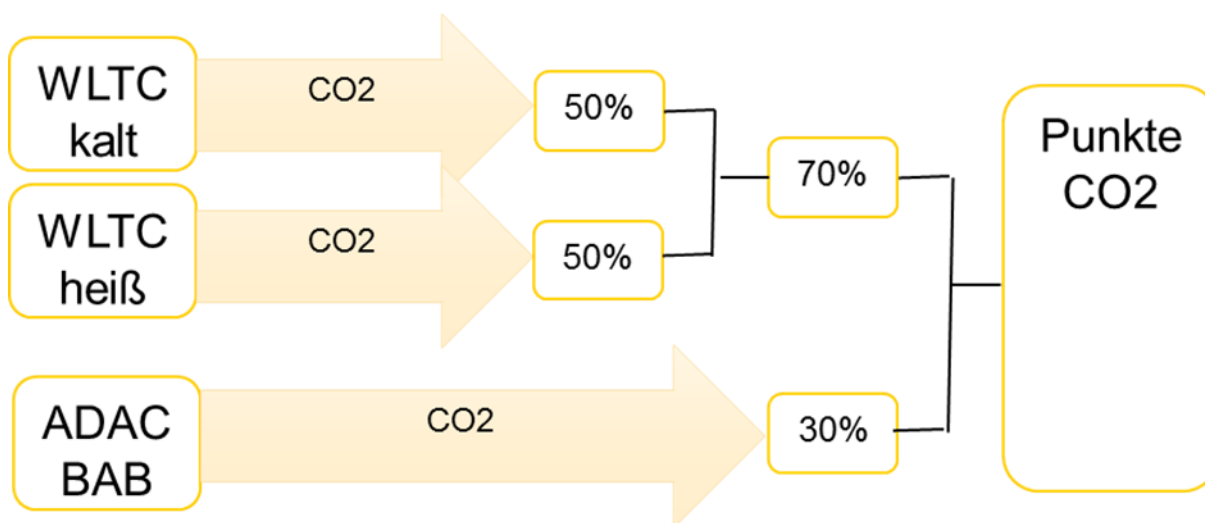 WLTC
kalt
CO2
50%
WLTC
heiß
CO2
50%
70%
ADAC
BAB
CO2
30%
Punkte
CO2